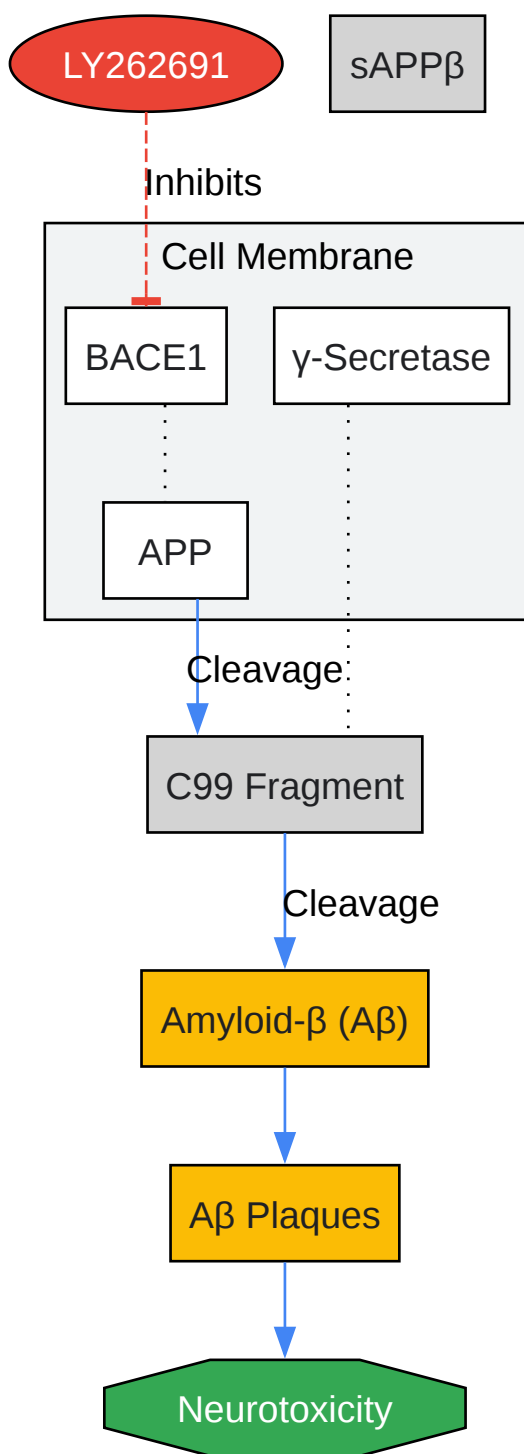 LY262691
sAPPβ
Inhibits
Cell Membrane
BACE1
γ-Secretase
APP
Cleavage
C99 Fragment
Cleavage
Amyloid-β (Aβ)
Aβ Plaques
Neurotoxicity